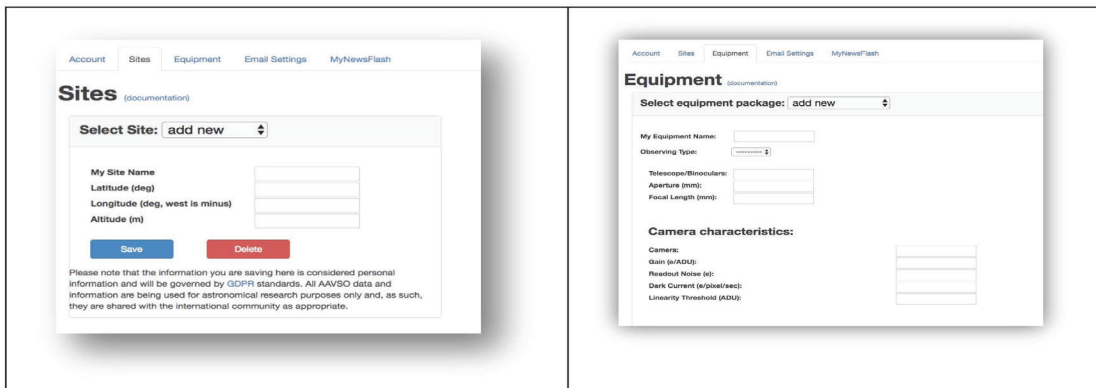 Account Sites Equipment Email Settings MyNewsFlash
Sites (documentation)
Select Site: add new
My Site Name
Latitude (deg)
Longitude (deg, west is minus)
Altitude (m)
Save Delete
Please note that the information you are saving here is considered personal
information and will be governed by GDPR standards. All AAVSO data and
information are being used for astronomical research purposes only and, as such,
they are shared with the international community as appropriate.
Account Sites Equipment Email Settings MyNewsFlash
Equipment (documentation)
Select equipment package: add new
My Equipment Name:
Observing Type: ---------
Telescope/Binoculars:
Aperture (mm):
Focal Length (mm):
Camera characteristics:
Camera:
Gain (e/ADU):
Readout Noise (e):
Dark Current (e/pixel/sec):
Linearity Threshold (ADU):